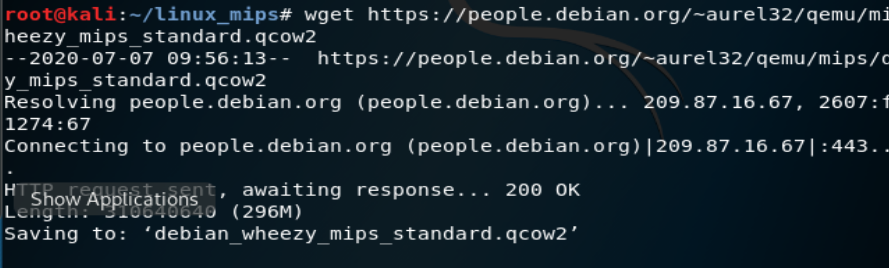 root@kali:~/linux_mips# wget https://people.debian.org/~aurel32/qemu/mi
heezy_mips_standard.qcow2
--2020-07-07 09:56:13--  https://people.debian.org/~aurel32/qemu/mips/d
y_mips_standard.qcow2
Resolving people.debian.org (people.debian.org)... 209.87.16.67, 2607:f
1274:67
Connecting to people.debian.org (people.debian.org)|209.87.16.67|:443..
.
HTTP request sent, awaiting response... 200 OK
Show Applications
Length: 310640640 (296M)
Saving to: ‘debian_wheezy_mips_standard.qcow2’